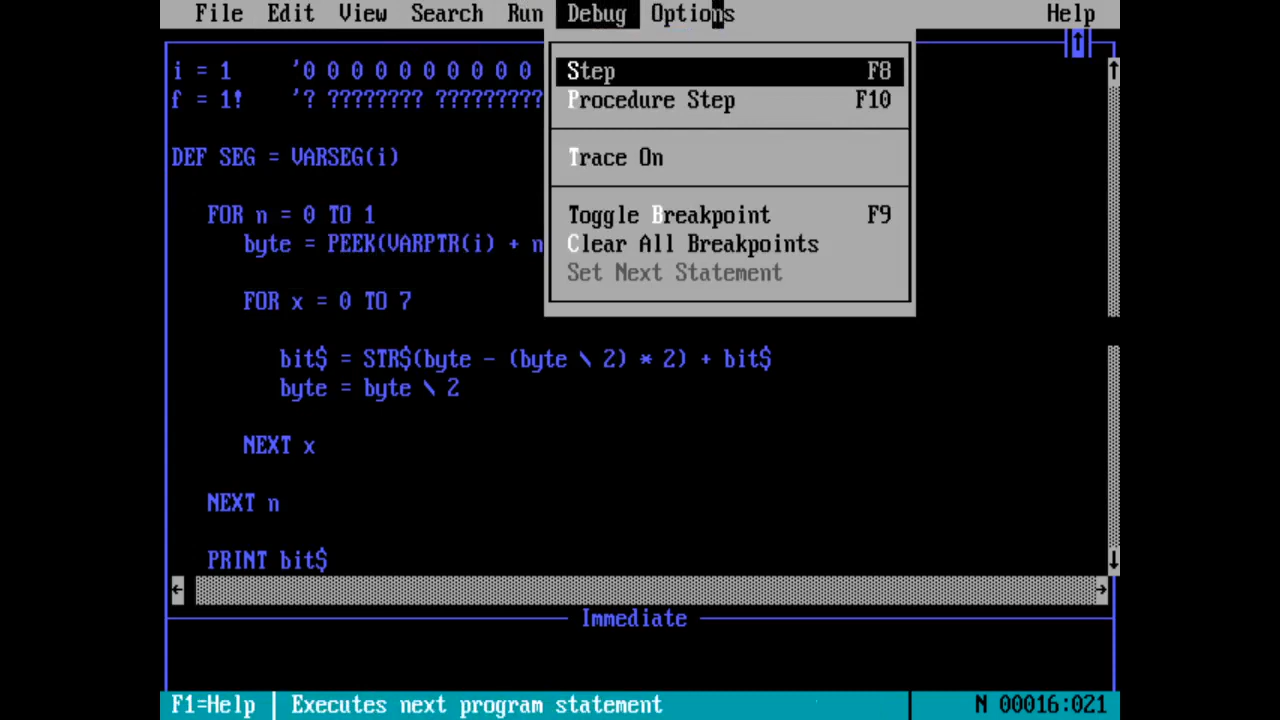 File Edit View Search Run Debug Options Help
i = 1 '0 0 0 0 0 0 0 0 0 0
f = 1! '? ???????? ?????????
DEF SEG = VARSEG(i)
FOR n = 0 TO 1
byte = PEEK(VARPTR(i) + n
FOR x = 0 TO 7
bit$ = STR$(byte - (byte \ 2) * 2) + bit$
byte = byte \ 2
NEXT x
NEXT n
PRINT bit$
Step F8
Procedure Step F10
Trace On
Toggle Breakpoint F9
Clear All Breakpoints
Set Next Statement
Immediate
F1=Help Executes next program statement N 00016:021